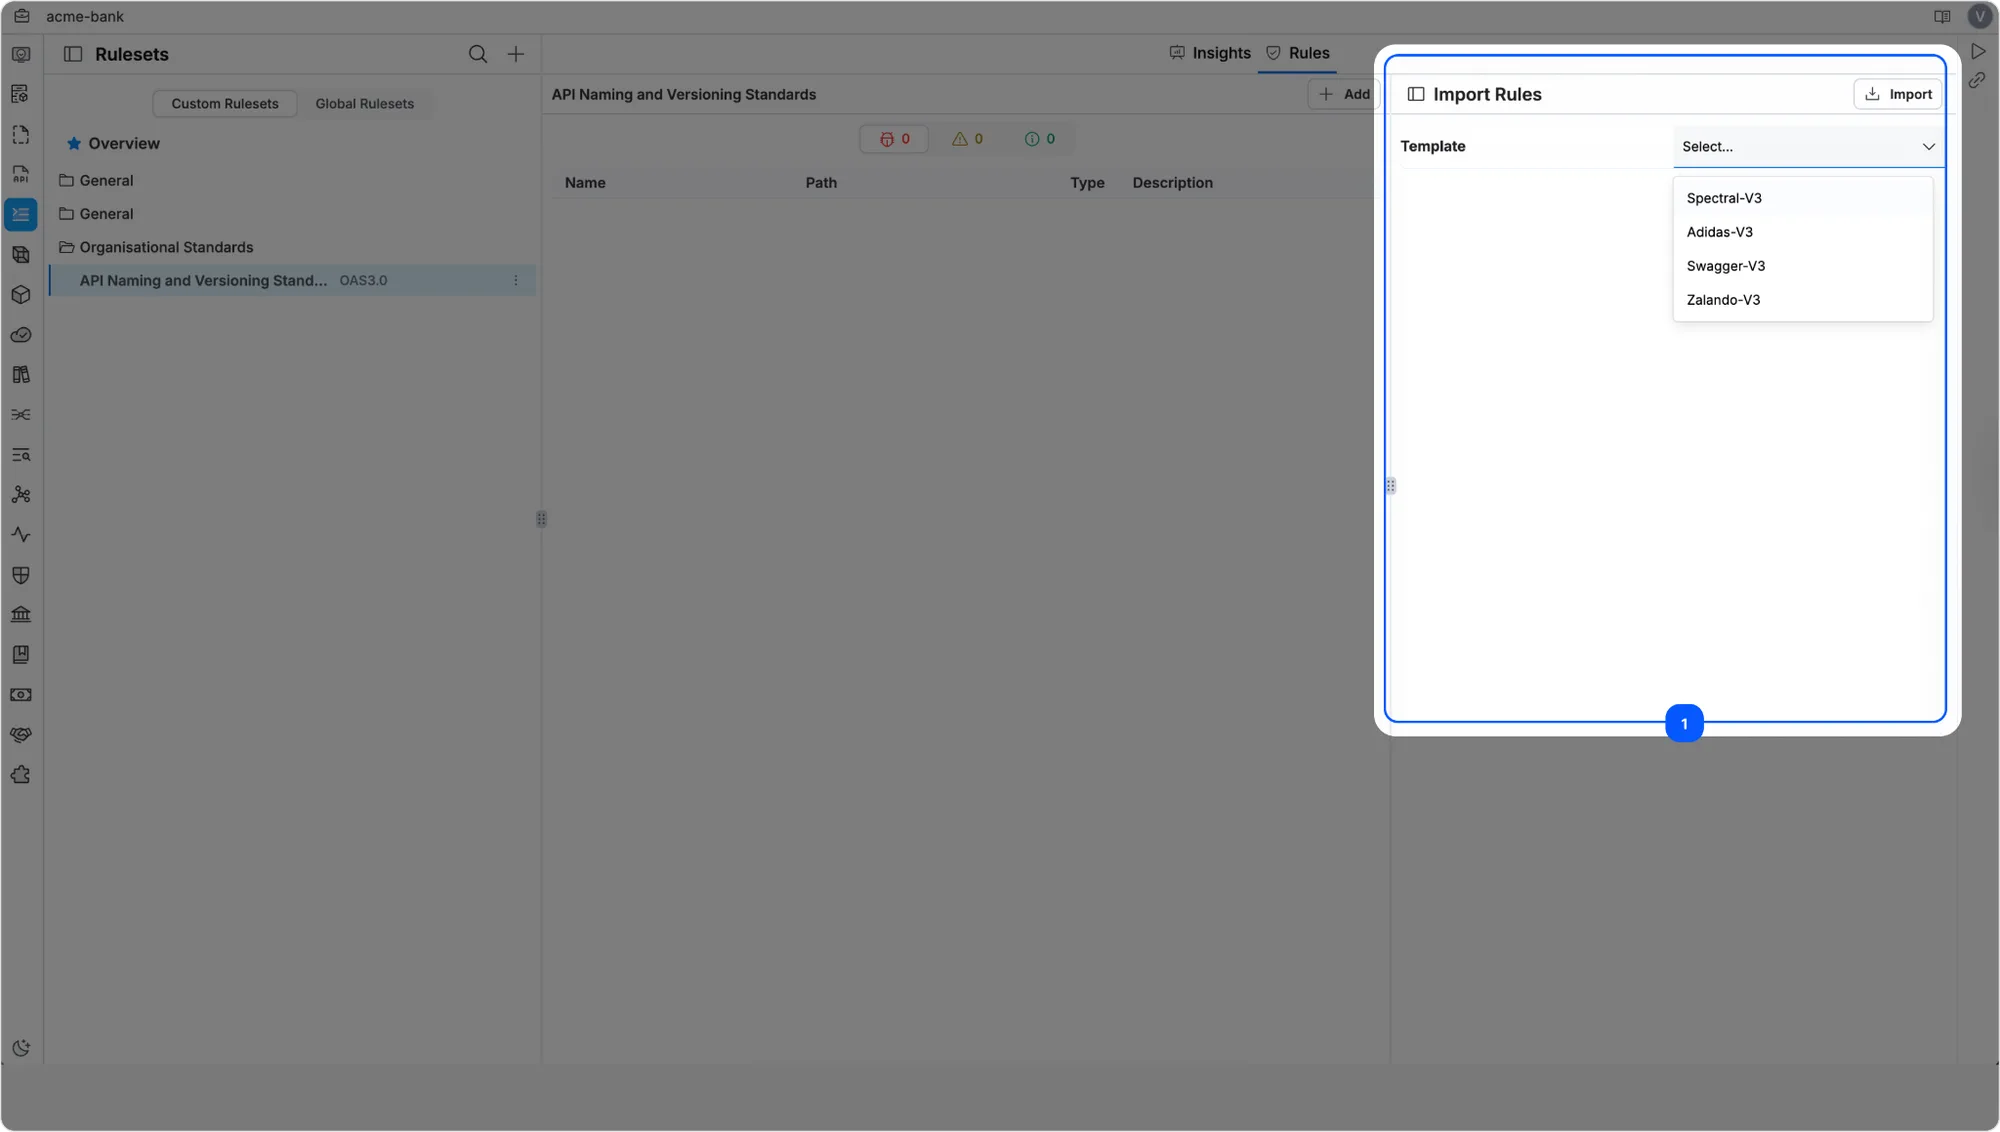 acme-bank
V
Rulesets
Insights
Rules
Custom Rulesets
Global Rulesets
API Naming and Versioning Standards
Add
Import Rules
Import
0
0
0
Overview
Template
Select...
General
Name
Path
Type
Description
Spectral-V3
General
Adidas-V3
Organisational Standards
Swagger-V3
API Naming and Versioning Stand...
OAS3.0
Zalando-V3
API
1